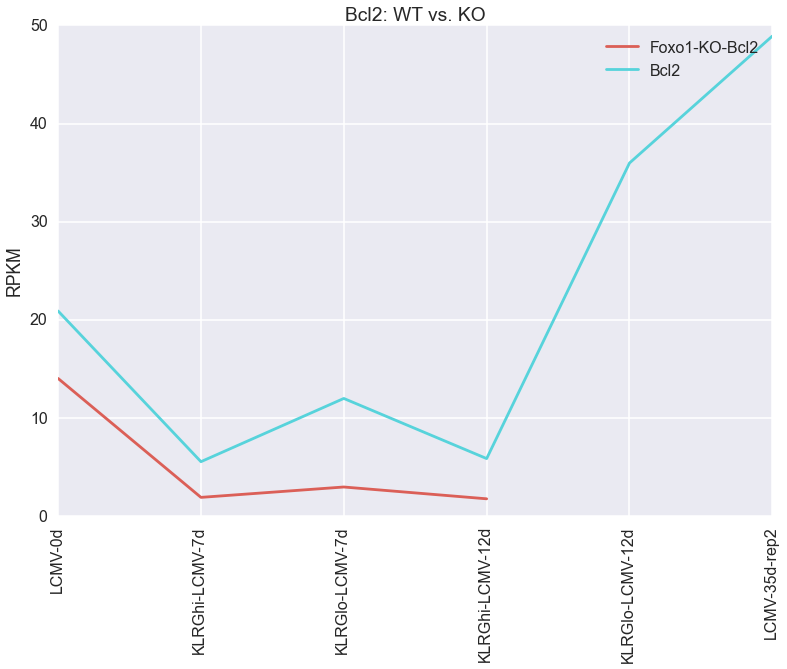 Bcl2: WT vs. KO
Foxo1-KO-Bcl2
Bcl2
50
40
30
20
10
0
RPKM
LCMV-0d
KLRGhi-LCMV-7d
KLRGlo-LCMV-7d
KLRGhi-LCMV-12d
KLRGlo-LCMV-12d
LCMV-35d-rep2